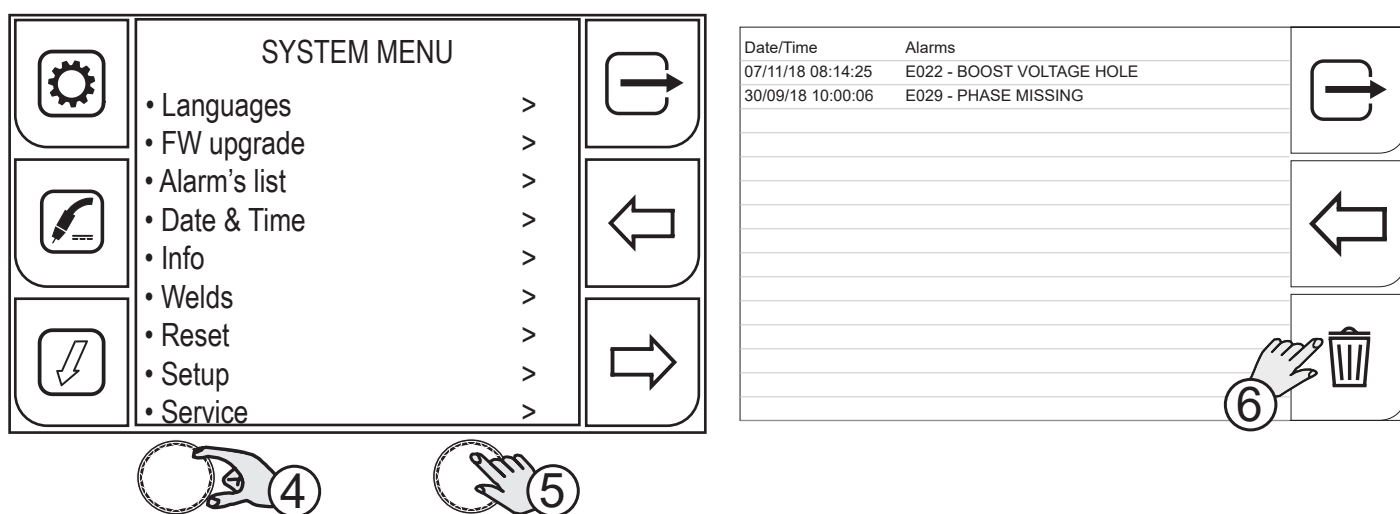 SYSTEM MENU
• Languages >
• FW upgrade >
• Alarm's list >
• Date & Time >
• Info >
• Welds >
• Reset >
• Setup >
• Service >
4
5
Date/Time Alarms
07/11/18 08:14:25 E022 - BOOST VOLTAGE HOLE
30/09/18 10:00:06 E029 - PHASE MISSING
6